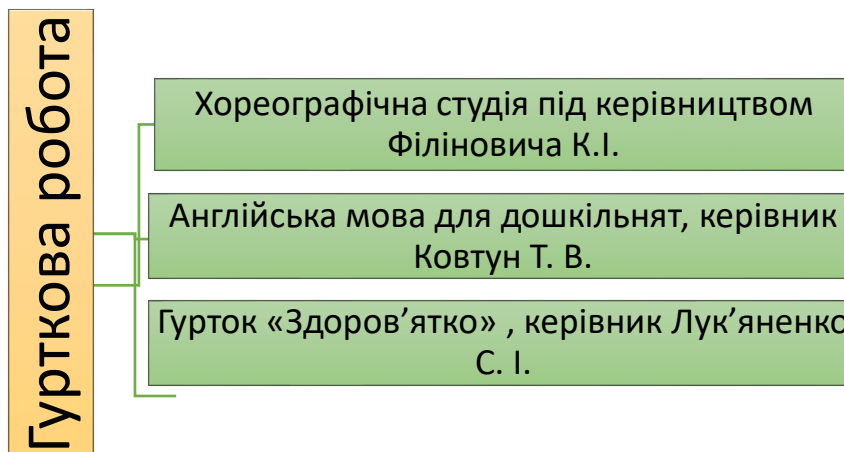 Гурткова робота
Хореографічна студія під керівництвом
Філіновича К.І.
Англійська мова для дошкільнят, керівник
Ковтун Т. В.
Гурток «Здоров’ятко» , керівник Лук’яненко
С. І.